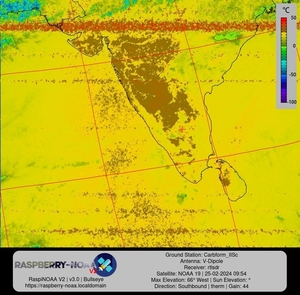 °C
50
0
-50
-100
RASPBERRY-NOAA
V2
RaspiNOAA V2 | v3.0 | Bullseye
https://raspberry-noaa.localdomain
Ground Station: Carbform_IISc
Antenna: V-Dipole
Receiver: rtlsdr
Satellite: NOAA 19 | 25-02-2024 09:54
Max Elevation: 66° West | Sun Elevation: °
Direction: Southbound | therm | Gain: 44